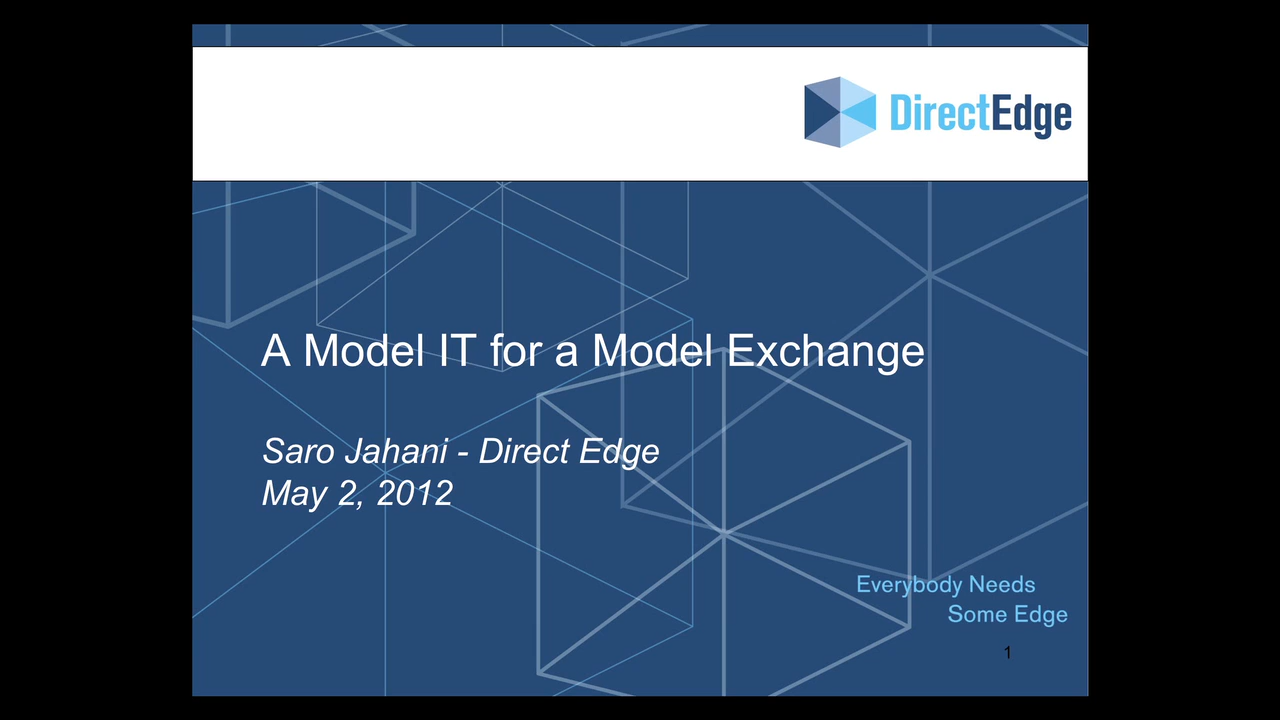 DirectEdge
A Model IT for a Model Exchange
Saro Jahani - Direct Edge
May 2, 2012
Everybody Needs
Some Edge
1